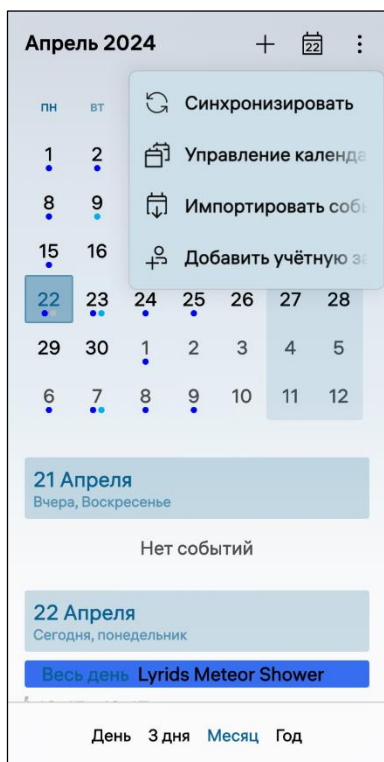 Апрель 2024
22
пн вт
Синхронизировать
1 2
Управление календа
8 9
Импортировать соб
15 16
Добавить учётную за
22 23 24 25 26 27 28
29 30 1 2 3 4 5
6 7 8 9 10 11 12
21 Апреля
Вчера, Воскресенье
Нет событий
22 Апреля
Сегодня, понедельник
Весь день Lyrids Meteor Shower
День 3 дня Месяц Год